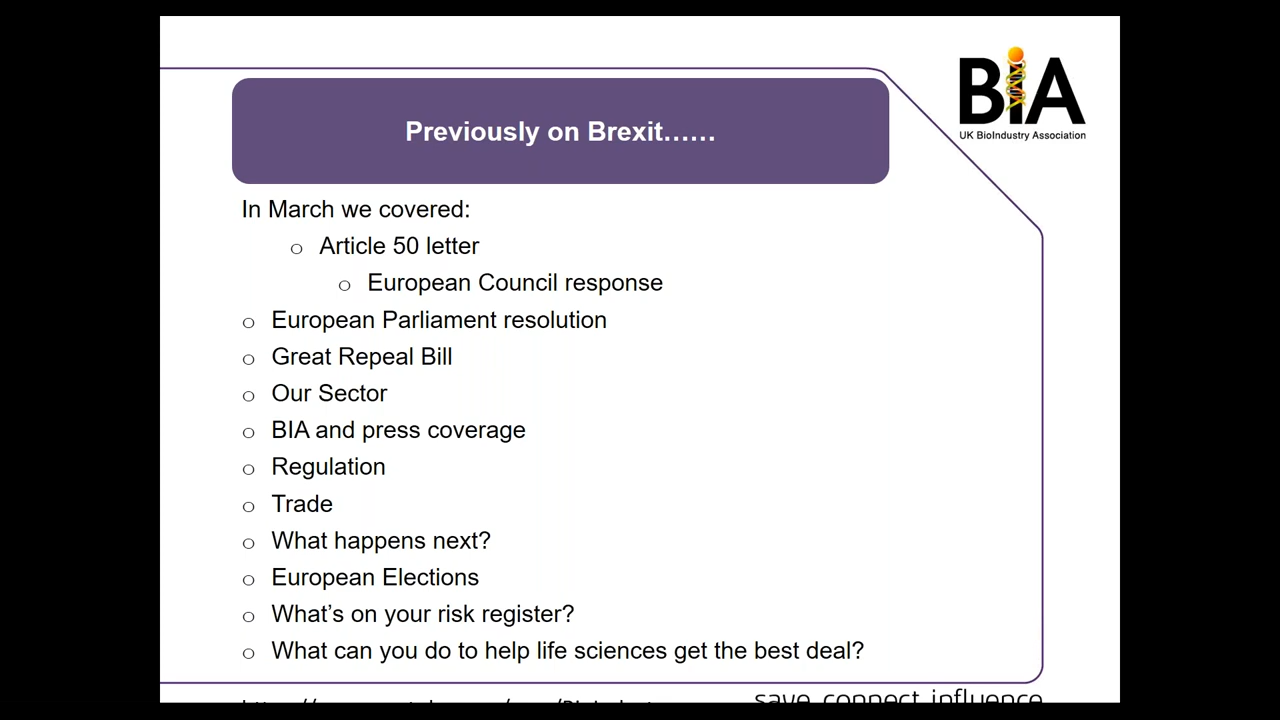 BIA
UK BioIndustry Association
Previously on Brexit……
In March we covered:
o Article 50 letter
o European Council response
o European Parliament resolution
o Great Repeal Bill
o Our Sector
o BIA and press coverage
o Regulation
o Trade
o What happens next?
o European Elections
o What’s on your risk register?
o What can you do to help life sciences get the best deal?
save connect influence